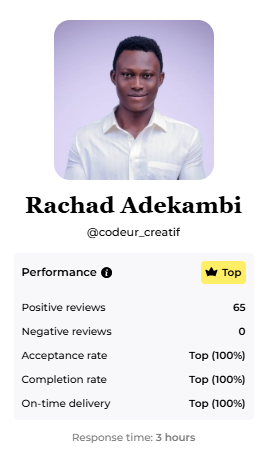 Rachad Adekambi
@codeur_creatif
Performance i Top
Positive reviews 65
Negative reviews 0
Acceptance rate Top (100%)
Completion rate Top (100%)
On-time delivery Top (100%)
Response time: 3 hours